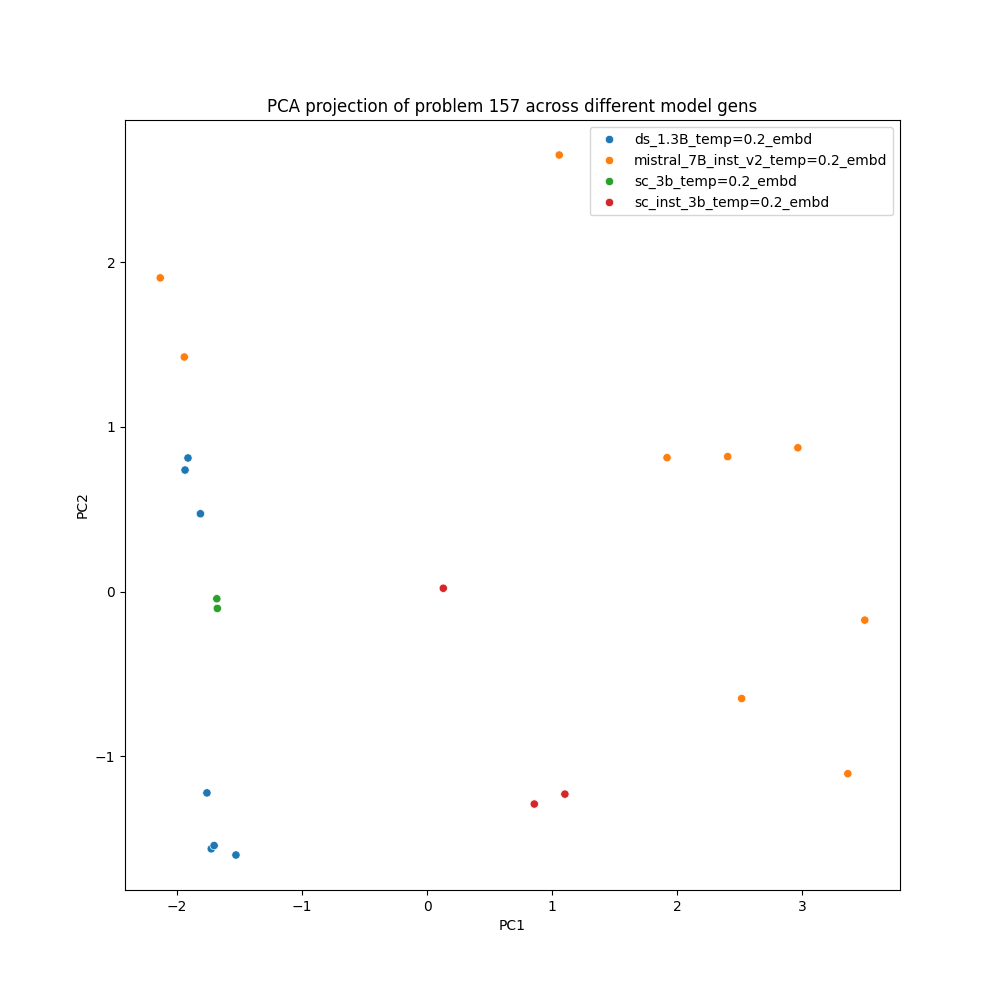 PCA projection of problem 157 across different model gens
ds_1.3B_temp=0.2_embd
mistral_7B_inst_v2_temp=0.2_embd
sc_3b_temp=0.2_embd
sc_inst_3b_temp=0.2_embd
2
1
0
−1
PC2
−2
−1
0
1
2
3
PC1